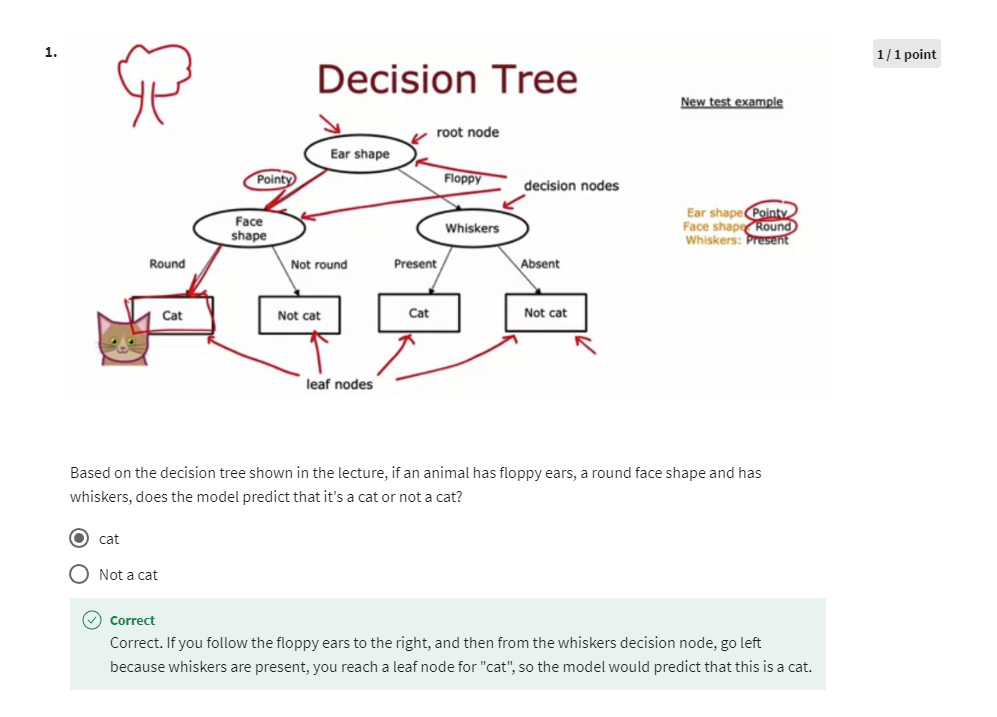 1.
1 / 1 point
Decision Tree
New test example
root node
Ear shape
Pointy
Floppy
decision nodes
Ear shape: Pointy
Face shape: Round
Whiskers: Present
Face
shape
Whiskers
Round
Not round
Present
Absent
Cat
Not cat
Cat
Not cat
leaf nodes
Based on the decision tree shown in the lecture, if an animal has floppy ears, a round face shape and has
whiskers, does the model predict that it's a cat or not a cat?
cat
Not a cat
Correct
Correct. If you follow the floppy ears to the right, and then from the whiskers decision node, go left
because whiskers are present, you reach a leaf node for "cat", so the model would predict that this is a cat.